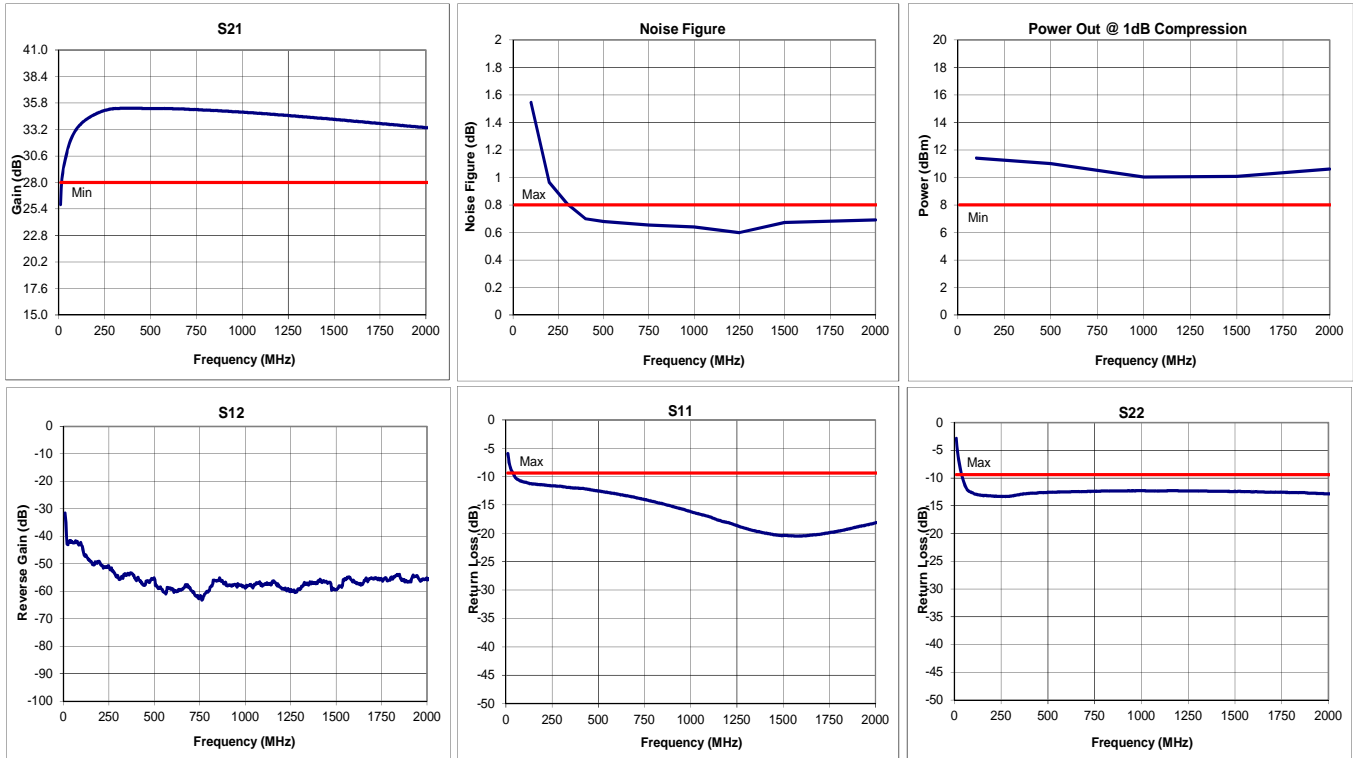 S21
Gain (dB)
41.0
38.4
35.8
33.2
30.6
28.0
25.4
22.8
20.2
17.6
15.0
Min
0 250 500 750 1000 1250 1500 1750 2000
Frequency (MHz)
Noise Figure
Noise Figure (dB)
2
1.8
1.6
1.4
1.2
1
0.8
0.6
0.4
0.2
0
Max
0 250 500 750 1000 1250 1500 1750 2000
Frequency (MHz)
Power Out @ 1dB Compression
Power (dBm)
20
18
16
14
12
10
8
6
4
2
0
Min
0 250 500 750 1000 1250 1500 1750 2000
Frequency (MHz)
S12
Reverse Gain (dB)
0
-10
-20
-30
-40
-50
-60
-70
-80
-90
-100
0 250 500 750 1000 1250 1500 1750 2000
Frequency (MHz)
S11
Return Loss (dB)
0
-5
-10
-15
-20
-25
-30
-35
-40
-45
-50
Max
0 250 500 750 1000 1250 1500 1750 2000
Frequency (MHz)
S22
Return Loss (dB)
0
-5
-10
-15
-20
-25
-30
-35
-40
-45
-50
Max
0 250 500 750 1000 1250 1500 1750 2000
Frequency (MHz)